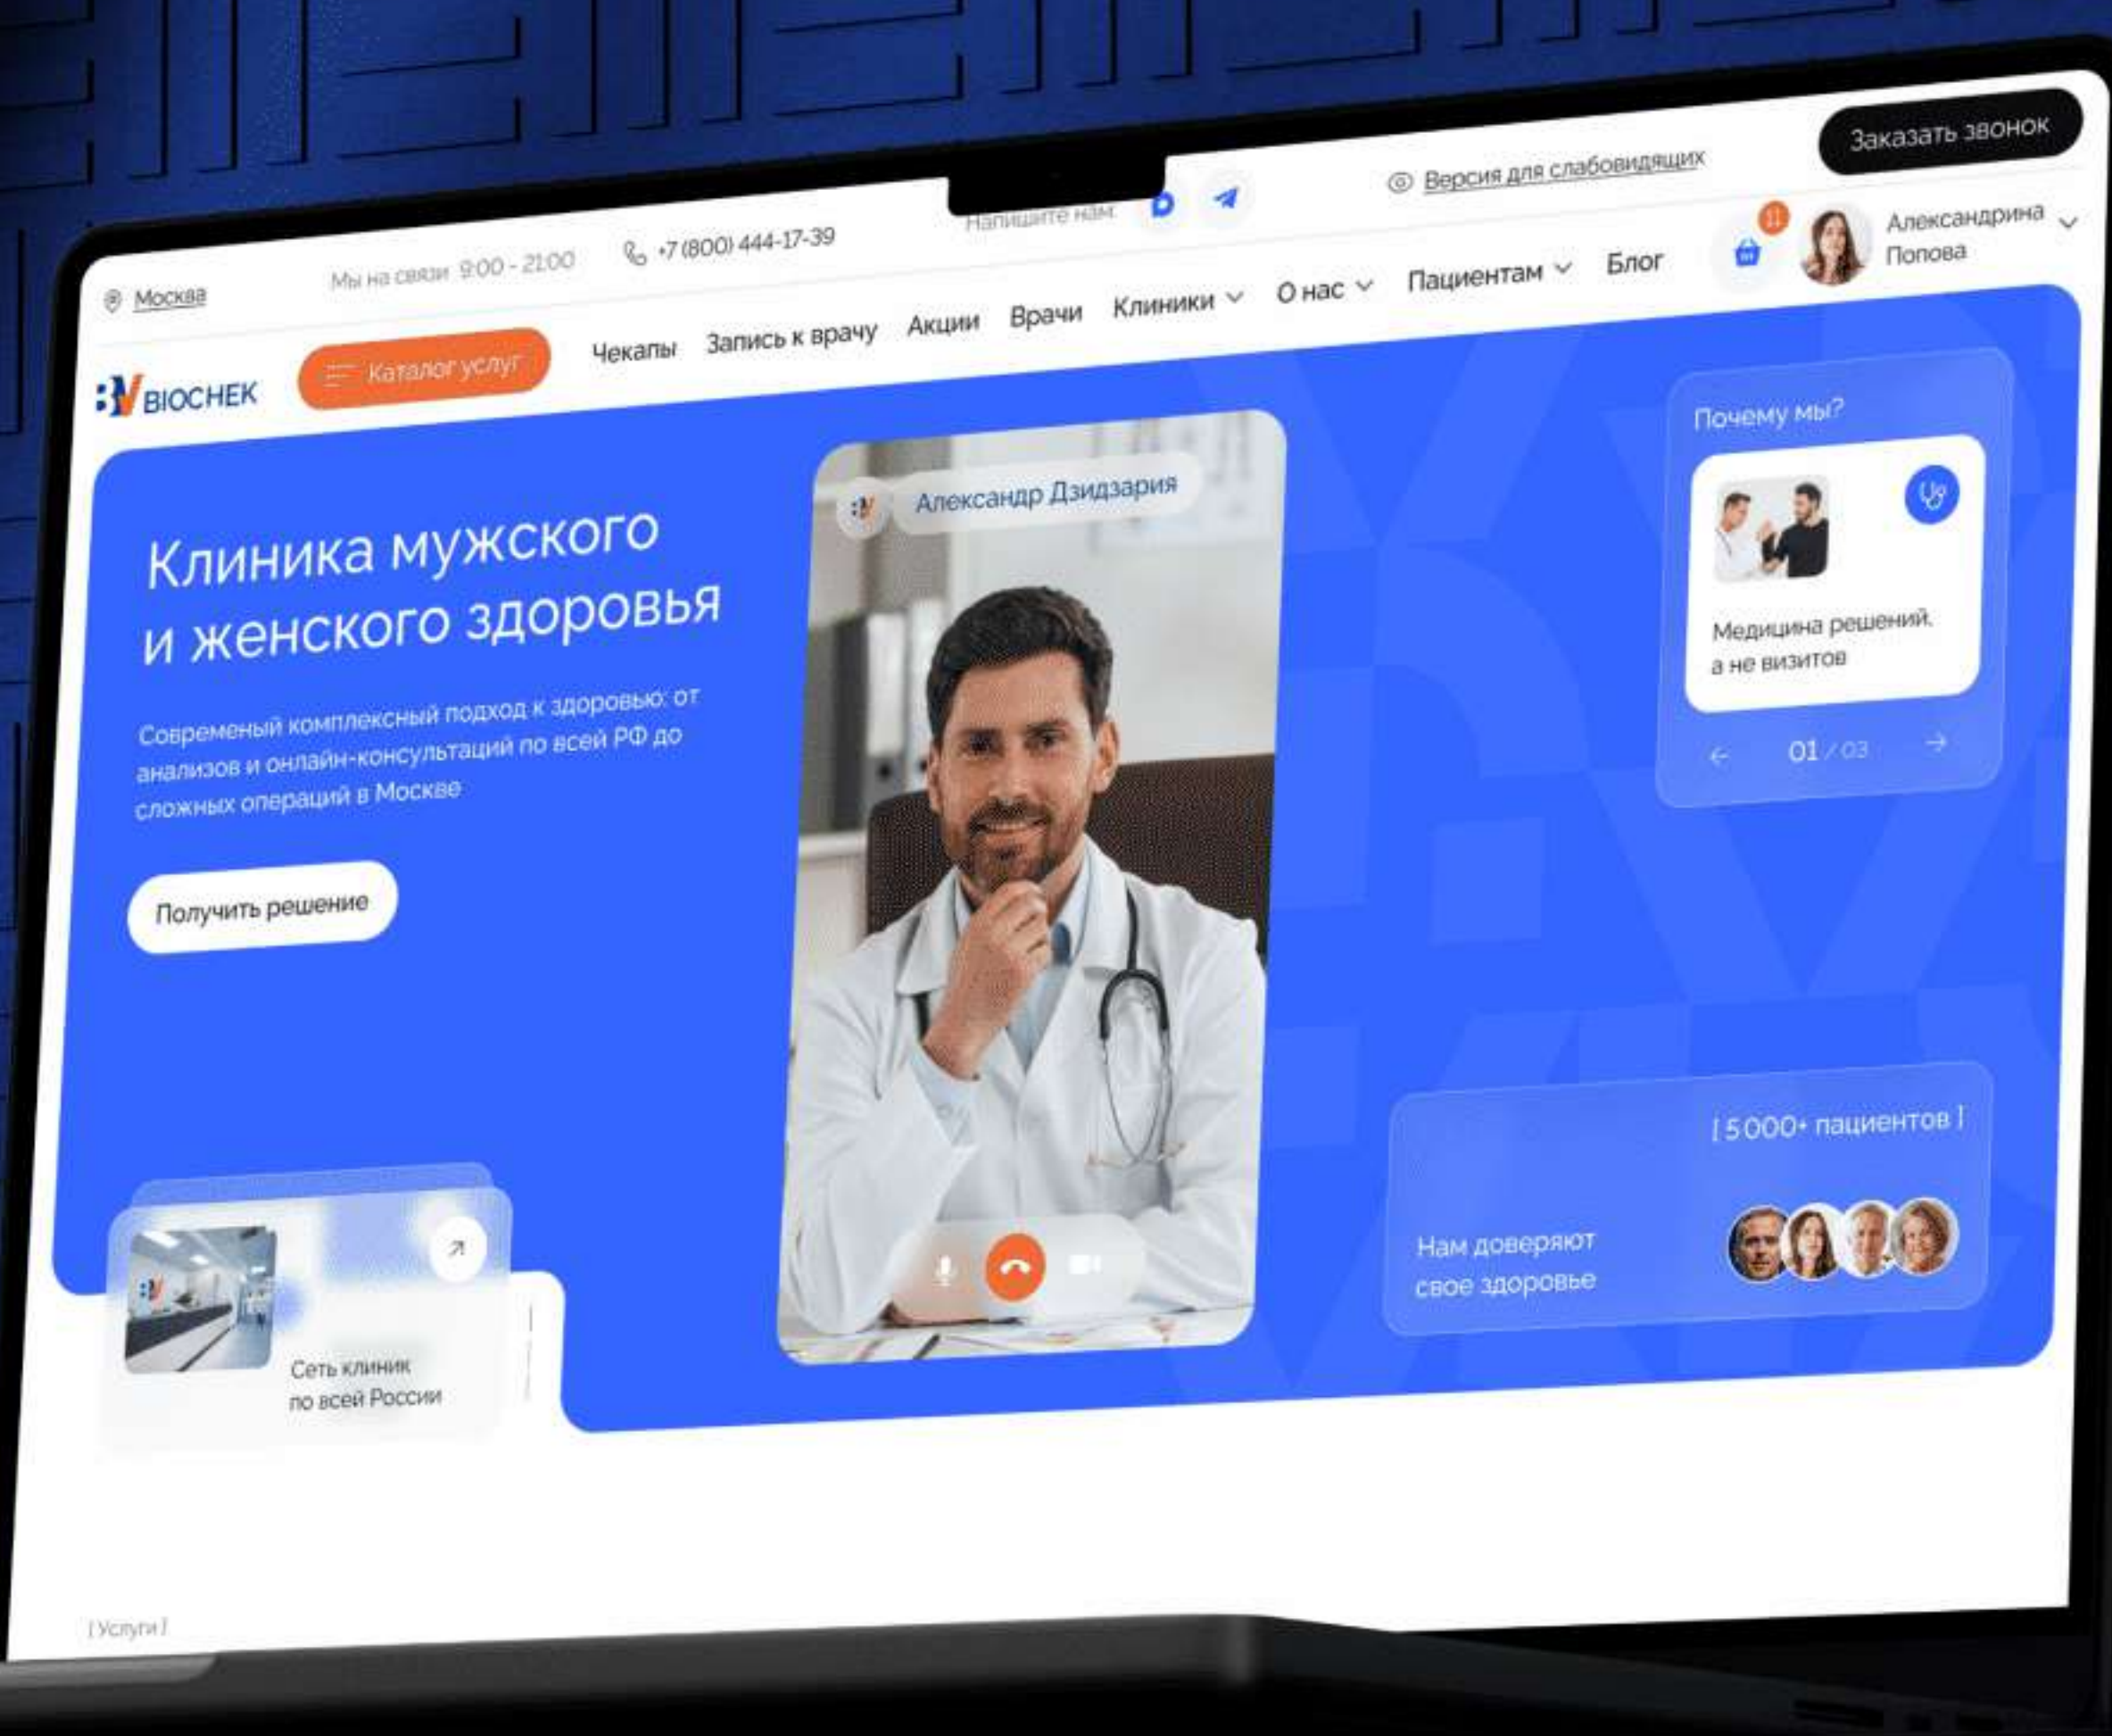 Заказать звонок
Москва
Мы на связи 9:00 - 21:00
+7 (800) 444-17-39
Напишите нам:
Версия для слабовидящих
BIOCHEK
Каталог услуг
Чекапы
Запись к врачу
Акции
Врачи
Клиники
О нас
Пациентам
Блог
Александрина
Попова
Клиника мужского
и женского здоровья
Современый комплексный подход к здоровью: от
анализов и онлайн-консультаций по всей РФ до
сложных операций в Москве
Получить решение
Александр Дзидзария
Почему мы?
Медицина решений,
а не визитов
01 / 03
[ 5 000+ пациентов ]
Нам доверяют
свое здоровье
Сеть клиник
по всей России
[ Услуги ]